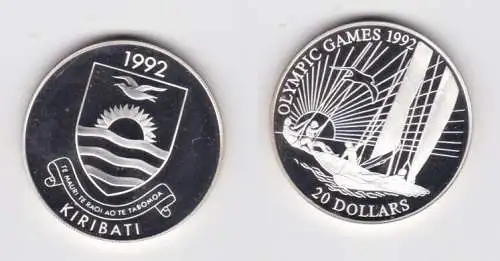 1992
TE MAURI TE RAOI AO TE TABOMOA
KIRIBATI
OLYMPIC GAMES 1992
20 DOLLARS